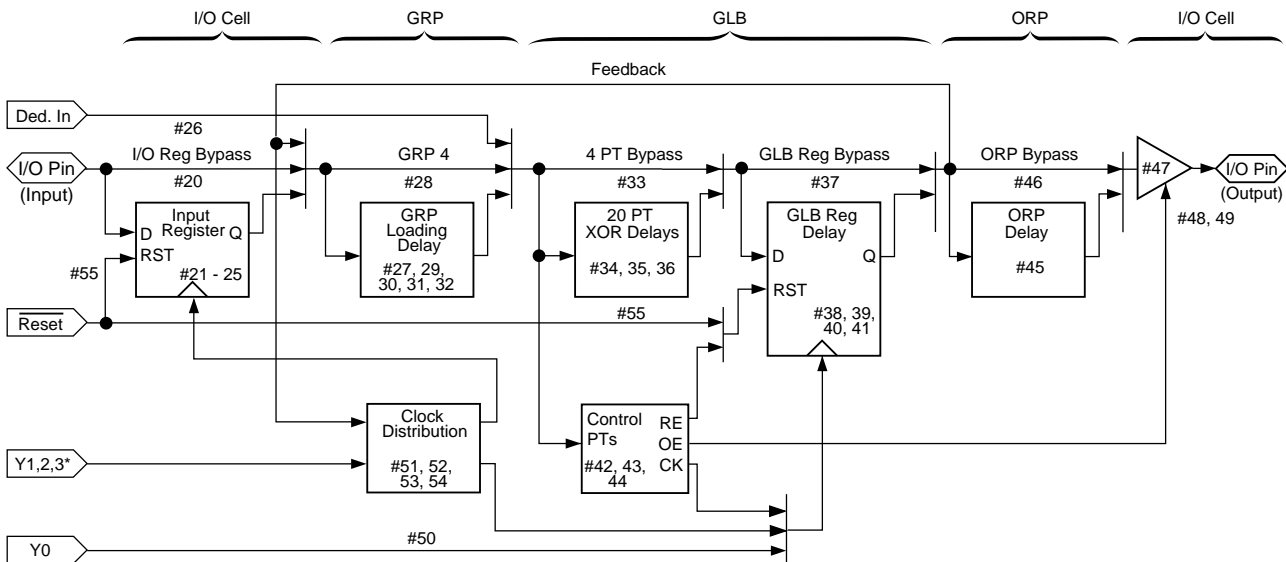 I/O Cell
GRP
GLB
ORP
I/O Cell
Feedback
Ded. In
#26
I/O Pin
(Input)
I/O Reg Bypass
#20
GRP 4
#28
4 PT Bypass
#33
GLB Reg Bypass
#37
ORP Bypass
#46
#47
I/O Pin
(Output)
#48, 49
Input
Register
D
Q
RST
#21 - 25
#55
GRP
Loading
Delay
#27, 29,
30, 31, 32
20 PT
XOR Delays
#34, 35, 36
GLB Reg
Delay
D
Q
RST
#38, 39,
40, 41
ORP
Delay
#45
Reset
#55
Clock
Distribution
#51, 52,
53, 54
Control
PTs
RE
OE
CK
#42, 43,
44
Y1,2,3*
Y0
#50